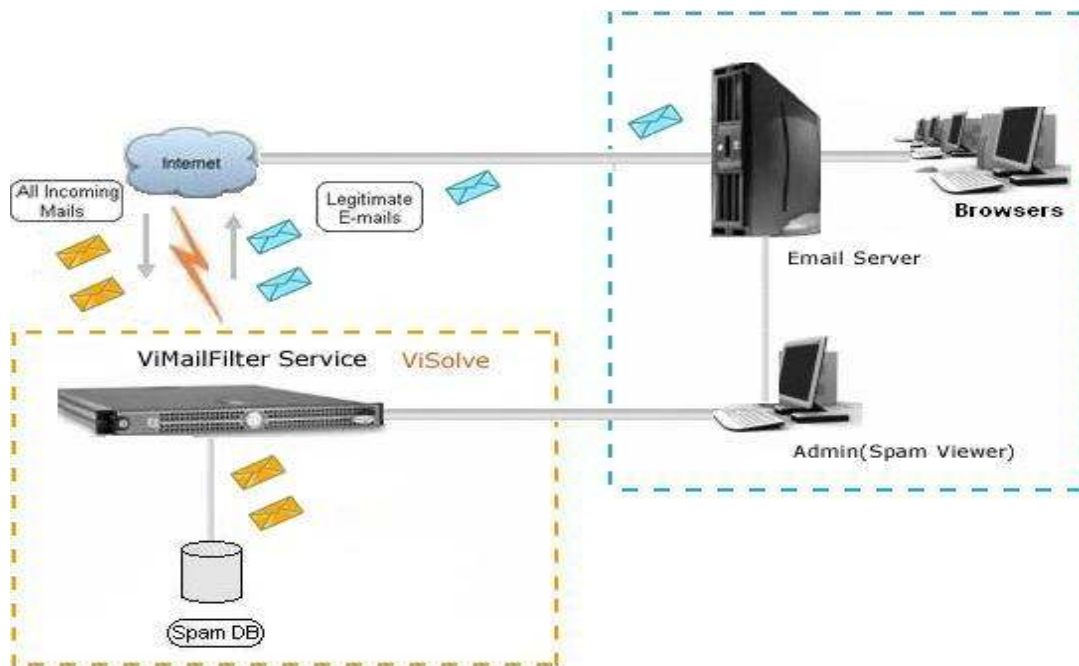 Internet
All Incoming
Mails
Legitimate
E-mails
Browsers
Email Server
ViMailFilter Service ViSolve
Admin(Spam Viewer)
Spam DB